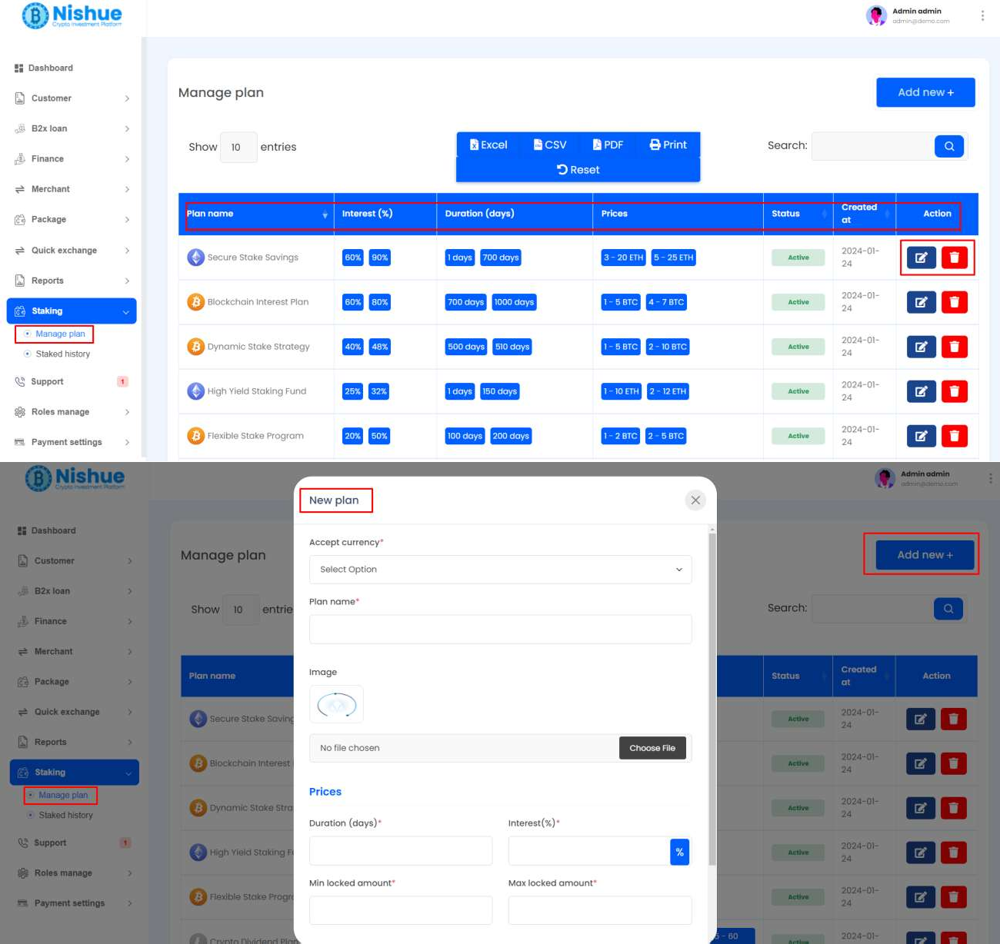 Nishue
Crypto Investment Platform
Admin admin
admin@demo.com
Dashboard
Customer
B2x loan
Finance
Merchant
Package
Quick exchange
Reports
Staking
Manage plan
Staked history
Support 1
Roles manage
Payment settings
Manage plan
Add new +
Show 10 entries
Excel CSV PDF Print
Reset
Search:
Plan name Interest (%) Duration (days) Prices Status Created at Action
Secure Stake Savings 60% 90% 1 days 700 days 3 - 20 ETH 5 - 25 ETH Active 2024-01-24
Blockchain Interest Plan 60% 80% 700 days 1000 days 1 - 5 BTC 4 - 7 BTC Active 2024-01-24
Dynamic Stake Strategy 40% 48% 500 days 510 days 1 - 5 BTC 2 - 10 BTC Active 2024-01-24
High Yield Staking Fund 25% 32% 1 days 150 days 1 - 10 ETH 2 - 12 ETH Active 2024-01-24
Flexible Stake Program 20% 50% 100 days 200 days 1 - 2 BTC 2 - 5 BTC Active 2024-01-24
Nishue
Crypto Investment Platform
Admin admin
admin@demo.com
Dashboard
Customer
B2x loan
Finance
Merchant
Package
Quick exchange
Reports
Staking
Manage plan
Staked history
Support 1
Roles manage
Payment settings
Manage plan
Add new +
Show 10 entrie
Search:
Plan name Status Created at Action
Secure Stake Saving Active 2024-01-24
Blockchain Interest Active 2024-01-24
Dynamic Stake Stra Active 2024-01-24
High Yield Staking F Active 2024-01-24
Flexible Stake Progr Active 2024-01-24
Crypto Dividend Plan - 60 Active 2024-01-
New plan
Accept currency*
Select Option
Plan name*
Image
No file chosen Choose File
Prices
Duration (days)* Interest(%)*
%
Min locked amount* Max locked amount*